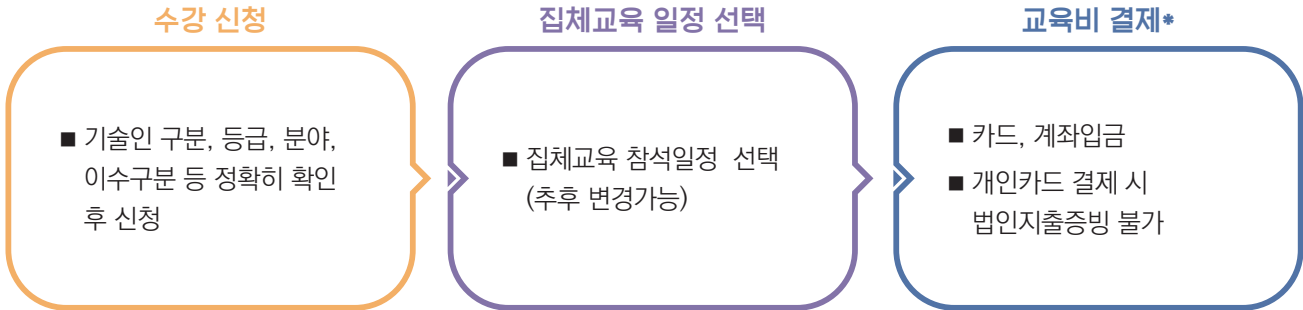 수강 신청
■ 기술인 구분, 등급, 분야,
이수구분 등 정확히 확인
후 신청
집체교육 일정 선택
■ 집체교육 참석일정 선택
(추후 변경가능)
교육비 결제*
■ 카드, 계좌입금
■ 개인카드 결제 시
법인지출증빙 불가